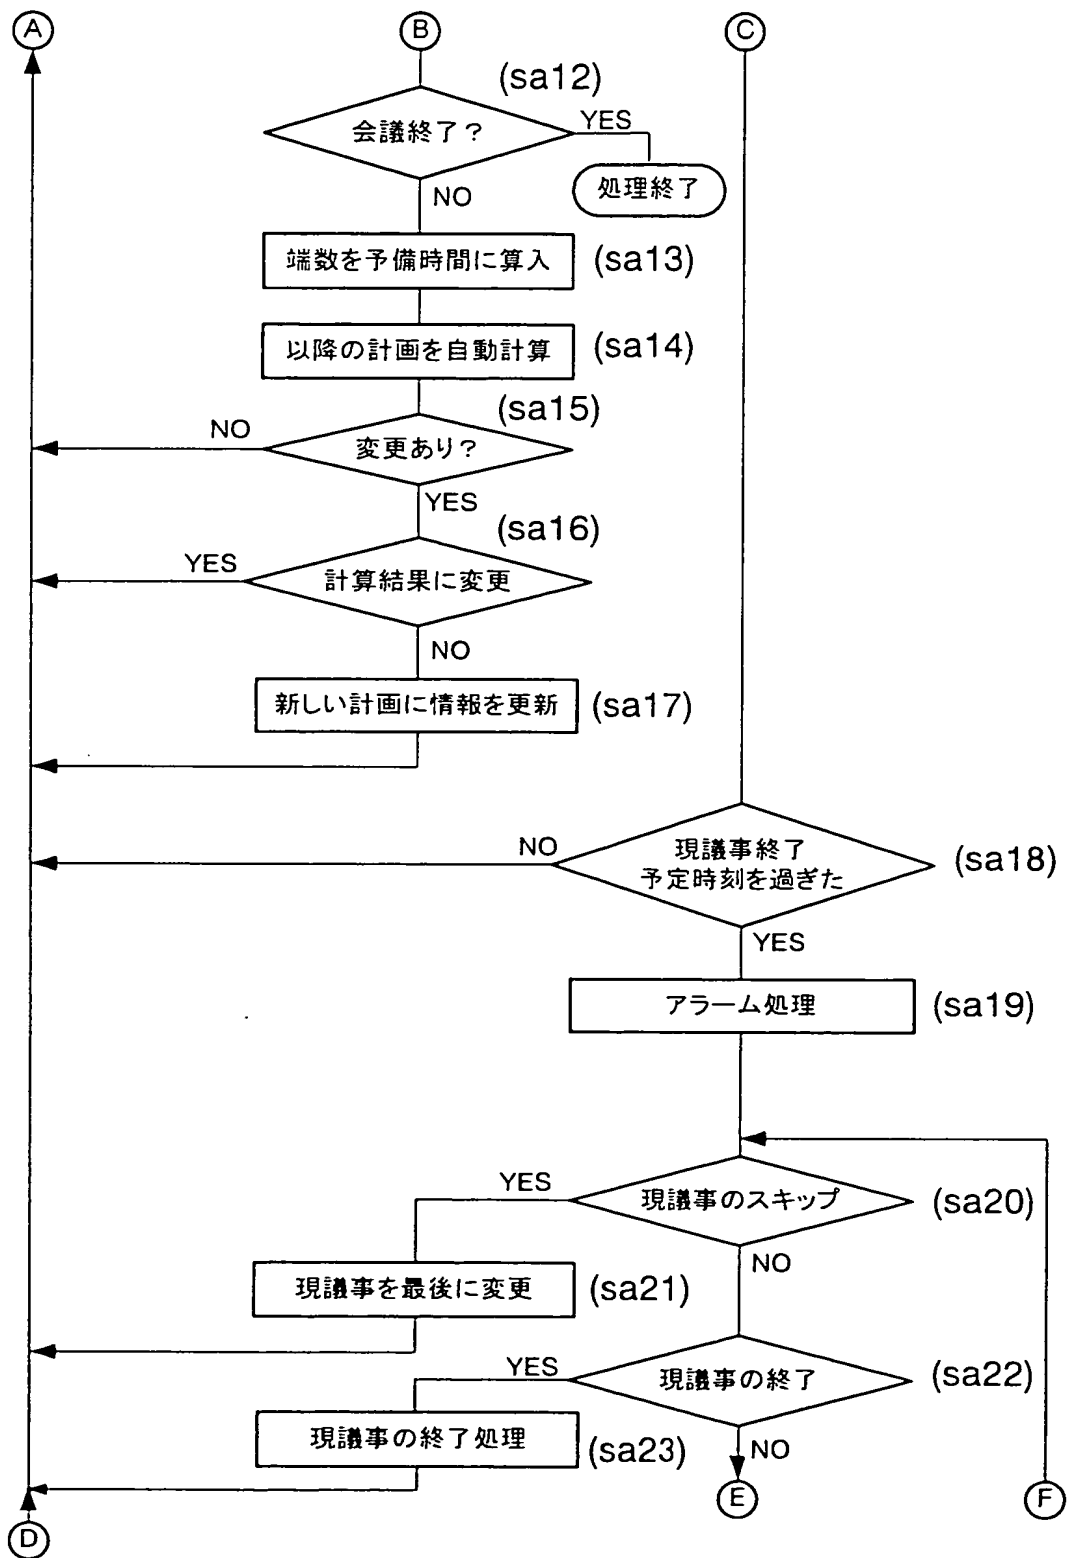 A
B
C
(sa12)
会議終了？
YES
処理終了
NO
端数を予備時間に算入
(sa13)
以降の計画を自動計算
(sa14)
(sa15)
NO
変更あり？
YES
(sa16)
YES
計算結果に変更
NO
新しい計画に情報を更新
(sa17)
NO
現議事終了
予定時刻を過ぎた
(sa18)
YES
アラーム処理
(sa19)
YES
現議事のスキップ
(sa20)
NO
現議事を最後に変更
(sa21)
YES
現議事の終了
(sa22)
現議事の終了処理
(sa23)
NO
E
F
D